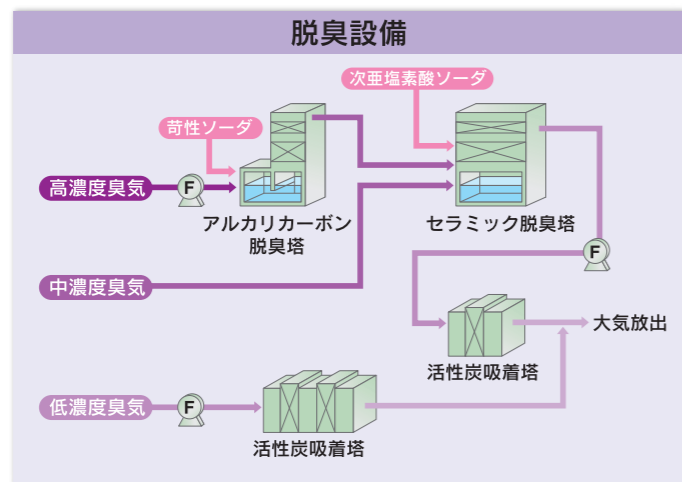 脱臭設備
次亜塩素酸ソーダ
苛性ソーダ
高濃度臭気
F
アルカリカーボン
脱臭塔
セラミック脱臭塔
F
中濃度臭気
大気放出
活性炭吸着塔
低濃度臭気
F
活性炭吸着塔